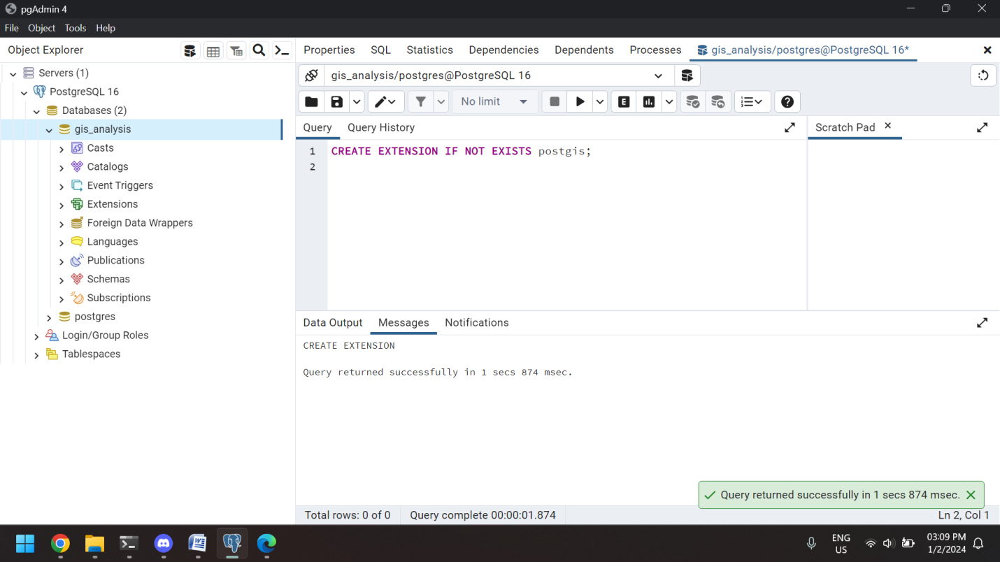 pgAdmin 4
File Object Tools Help
Object Explorer
Properties SQL Statistics Dependencies Dependents Processes gis_analysis/postgres@PostgreSQL 16*
Servers (1)
PostgreSQL 16
Databases (2)
gis_analysis
Casts
Catalogs
Event Triggers
Extensions
Foreign Data Wrappers
Languages
Publications
Schemas
Subscriptions
postgres
Login/Group Roles
Tablespaces
gis_analysis/postgres@PostgreSQL 16
No limit
E
Query Query History
Scratch Pad
1 CREATE EXTENSION IF NOT EXISTS postgis;
2
Data Output Messages Notifications
CREATE EXTENSION
Query returned successfully in 1 secs 874 msec.
Query returned successfully in 1 secs 874 msec.
Total rows: 0 of 0 Query complete 00:00:01.874 Ln 2, Col 1
ENG
US
03:09 PM
1/2/2024